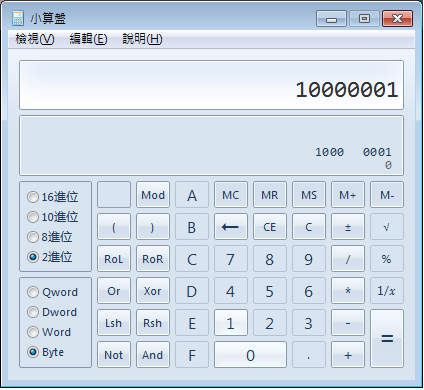 小算盤
檢視(V) 編輯(E) 說明(H)
10000001
1000 0001
0
16進位 Mod A MC MR MS M+ M-
10進位
8進位 ( ) B ← CE C ± √
2進位 RoL RoR C 7 8 9 / %
Qword Or Xor D 4 5 6 * 1/x
Dword
Word Lsh Rsh E 1 2 3 - =
Byte Not And F 0 . +